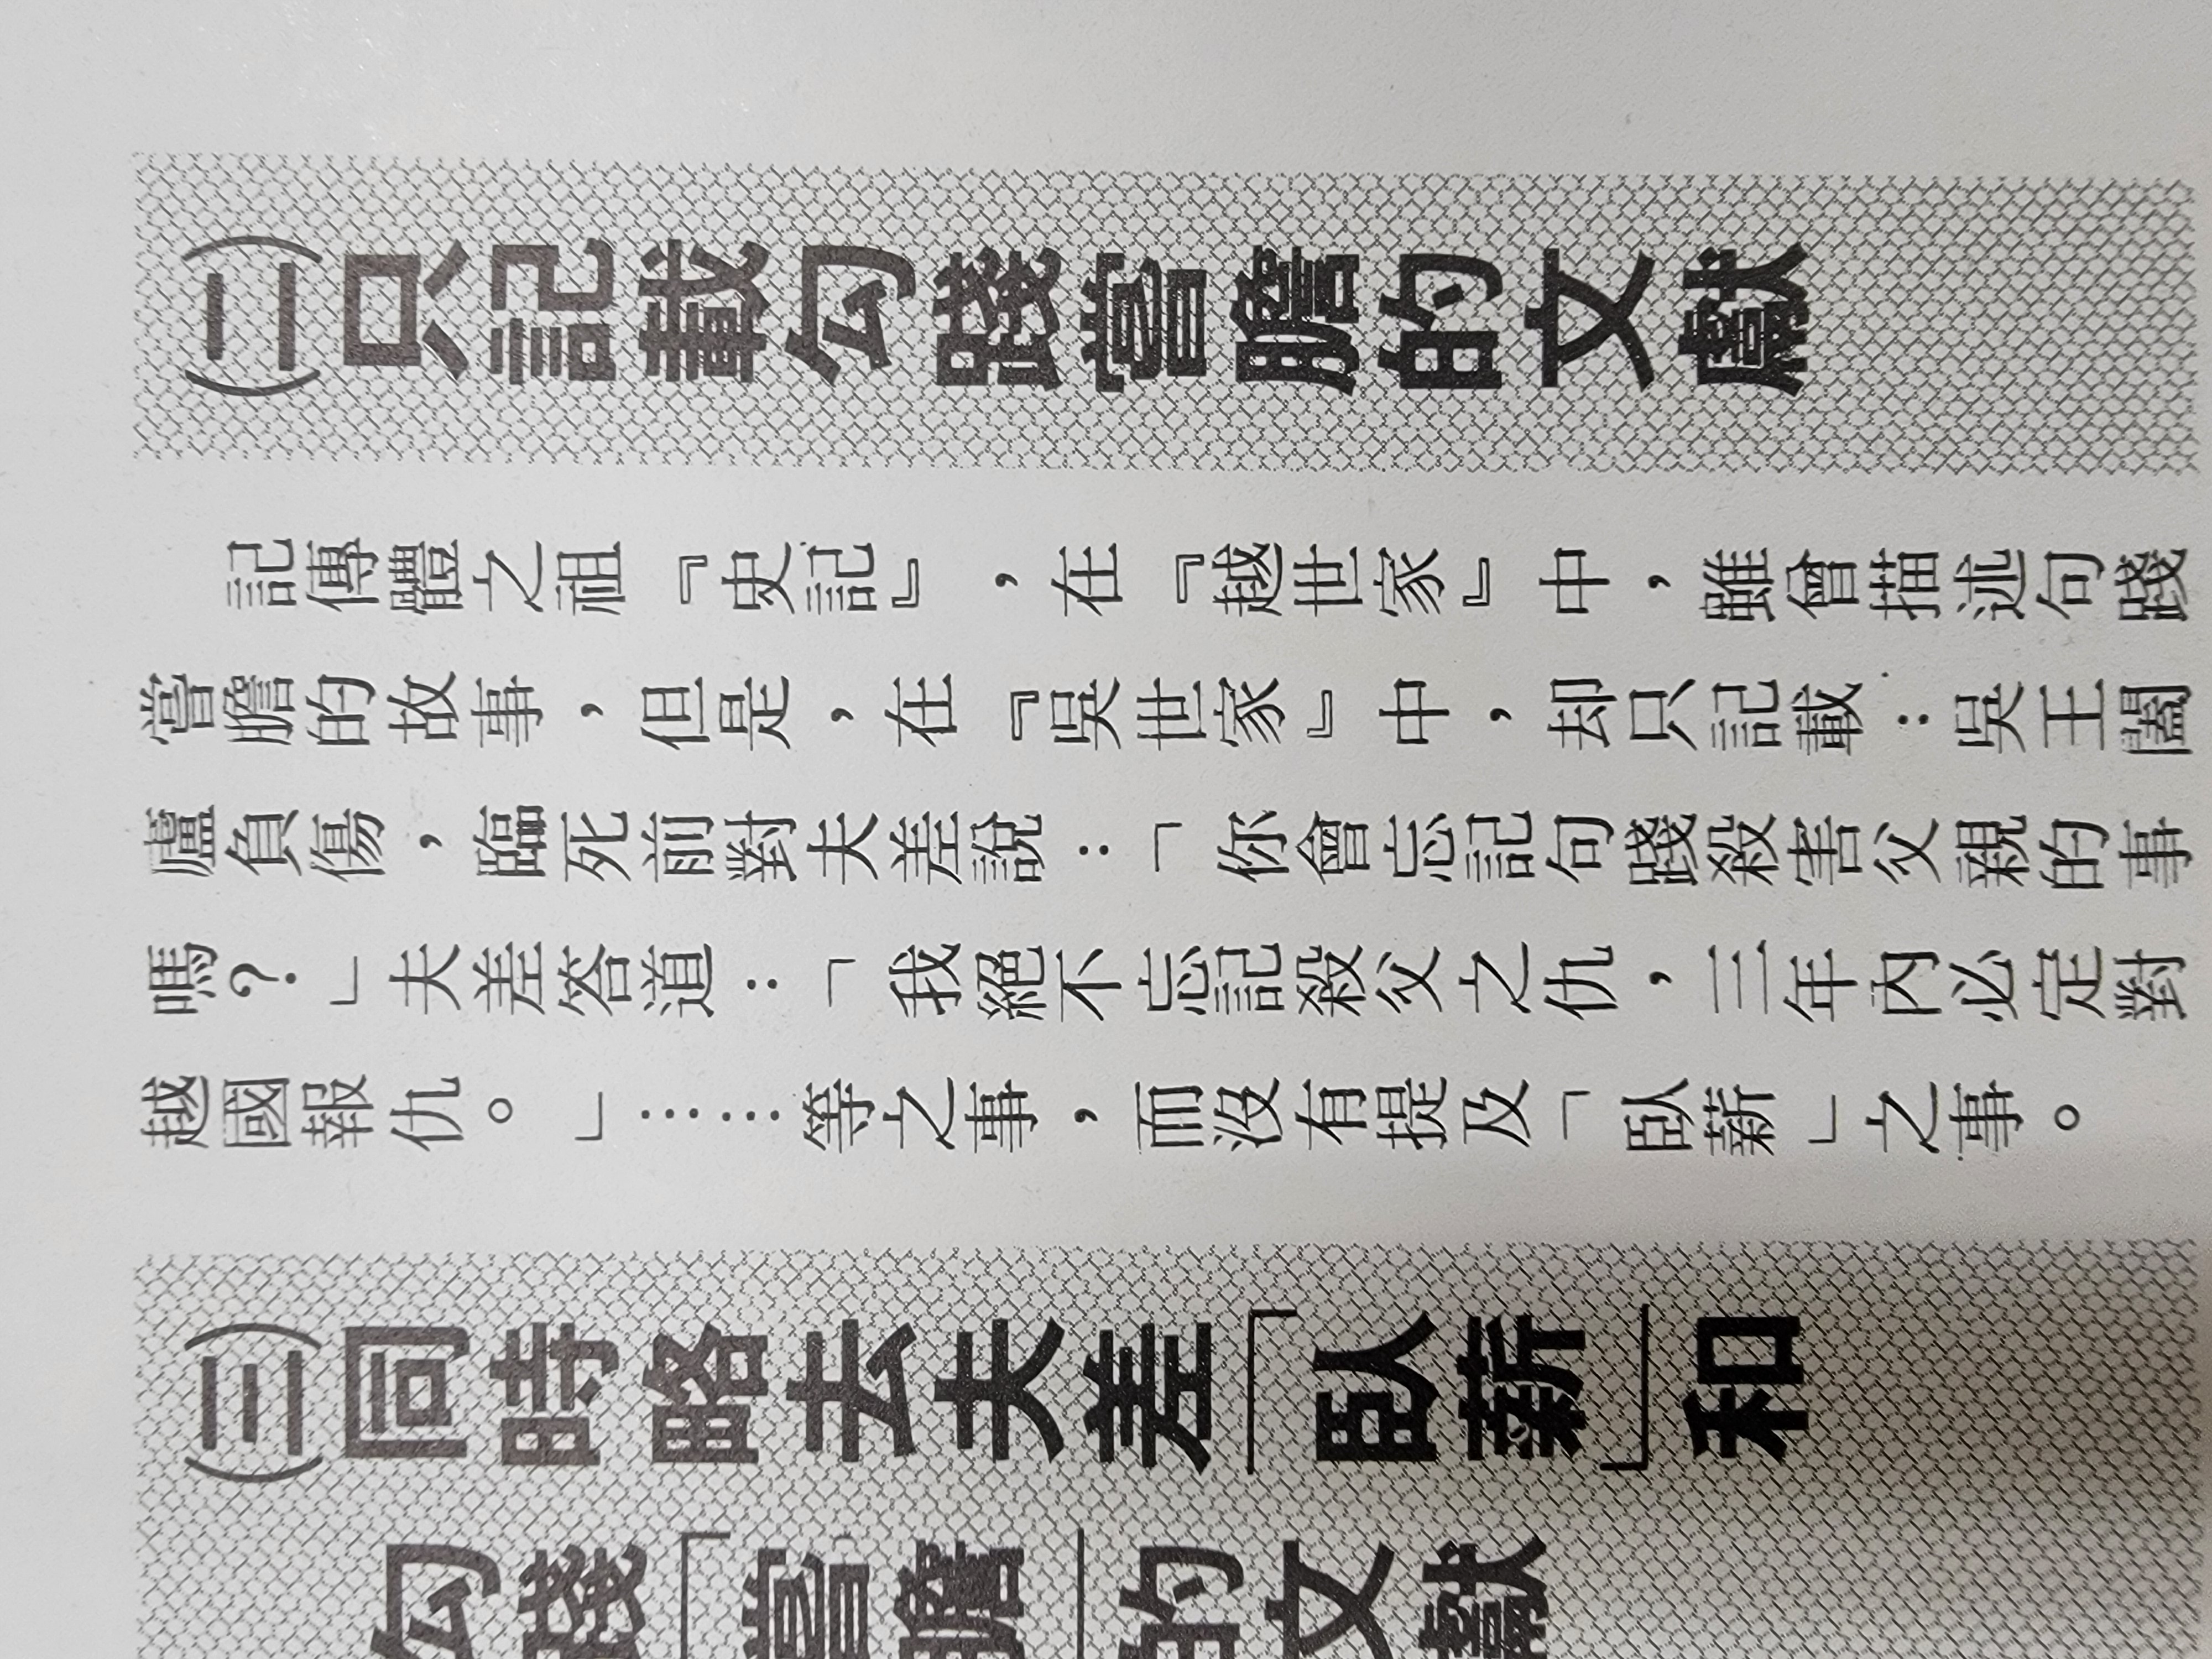 (二)只記載勾踐嘗膽的文獻
記傳體之祖『史記』，在『越世家』中，雖曾描述句踐
嘗膽的故事，但是，在『吳世家』中，却只記載：吳王闔
廬負傷，臨死前對夫差說：「你會忘記句踐殺害父親的事
嗎？」夫差答道：「我絕不忘記殺父之仇，三年內必定對
越國報仇。」……等之事，而沒有提及「臥薪」之事。
(三)同時略去夫差「臥薪」和
勾踐「嘗膽」的文獻